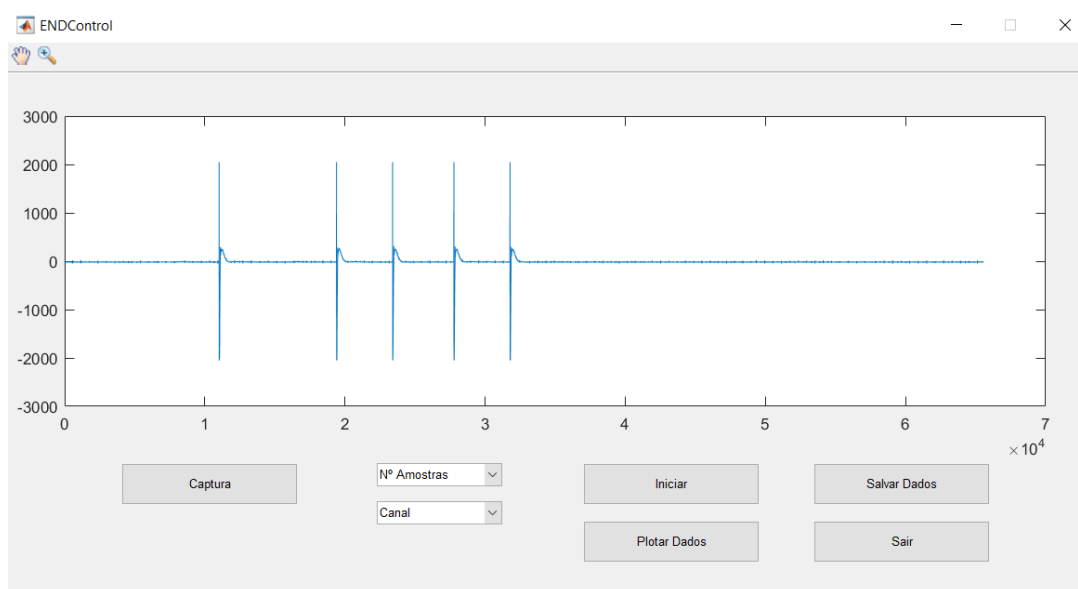 ENDControl
3000
2000
1000
0
-1000
-2000
-3000
0 1 2 3 4 5 6 7
×10⁴
Captura
Nº Amostras
Canal
Iniciar
Plotar Dados
Salvar Dados
Sair